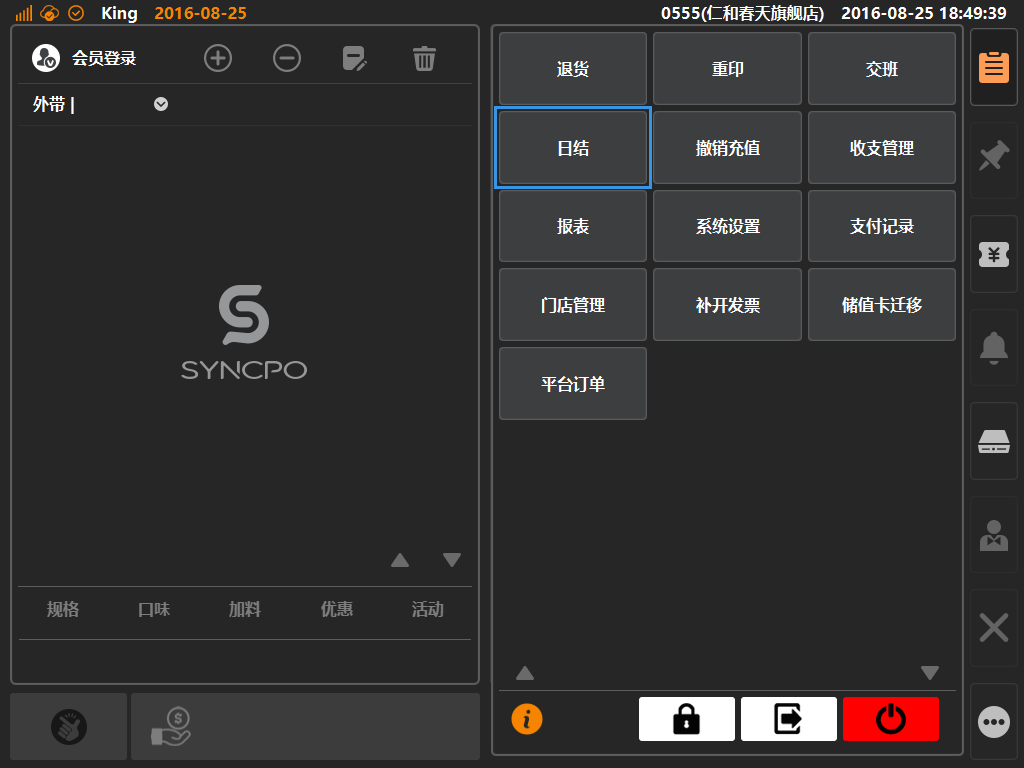 King 2016-08-25 0555(仁和春天旗舰店) 2016-08-25 18:49:39
会员登录
外带 |
SYNCPO
规格 口味 加料 优惠 活动
退货 重印 交班
日结 撤销充值 收支管理
报表 系统设置 支付记录
门店管理 补开发票 储值卡迁移
平台订单